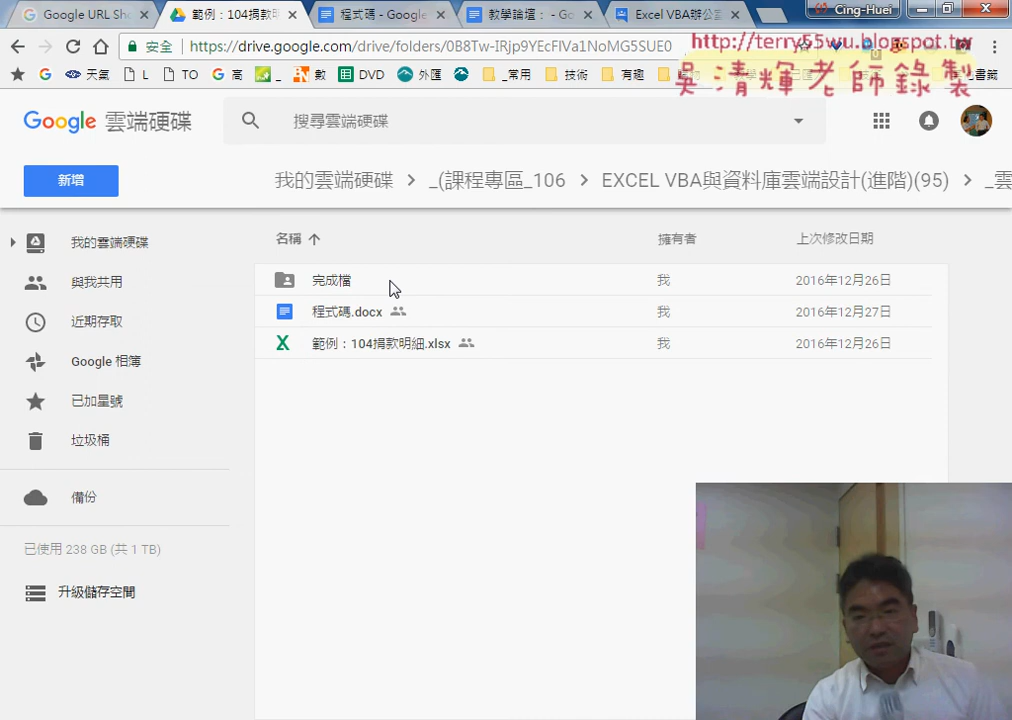 Google URL Sho
範例：104捐款明
程式碼 - Google
教學論壇： - Go
Excel VBA辦公室
Cing-Huei
安全
https://drive.google.com/drive/folders/0B8Tw-IRjp9YEcFlVa1NoMG5SUE0
http://terry55wu.blogspot.tw
天氣
L
TO
高
_
數
DVD
外匯
_常用
技術
有趣
吳清輝老師錄製
Google 雲端硬碟
搜尋雲端硬碟
新增
我的雲端硬碟 > _(課程專區_106 > EXCEL VBA與資料庫雲端設計(進階)(95) > _雲
名稱
擁有者
上次修改日期
我的雲端硬碟
與我共用
近期存取
Google 相簿
已加星號
垃圾桶
備份
已使用 238 GB (共 1 TB)
升級儲存空間
完成檔
我
2016年12月26日
程式碼.docx
我
2016年12月27日
範例：104捐款明細.xlsx
我
2016年12月26日